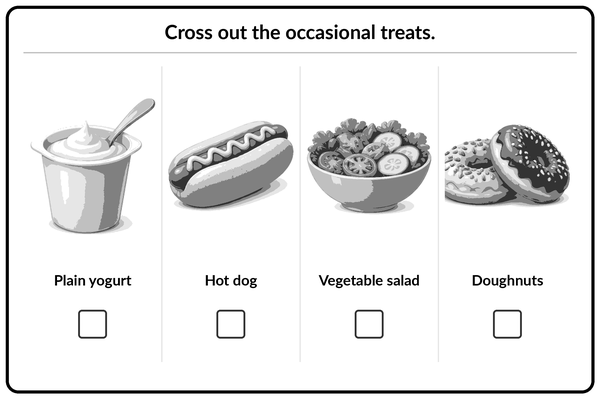 Cross out the occasional treats.
Plain yogurt
Hot dog
Vegetable salad
Doughnuts